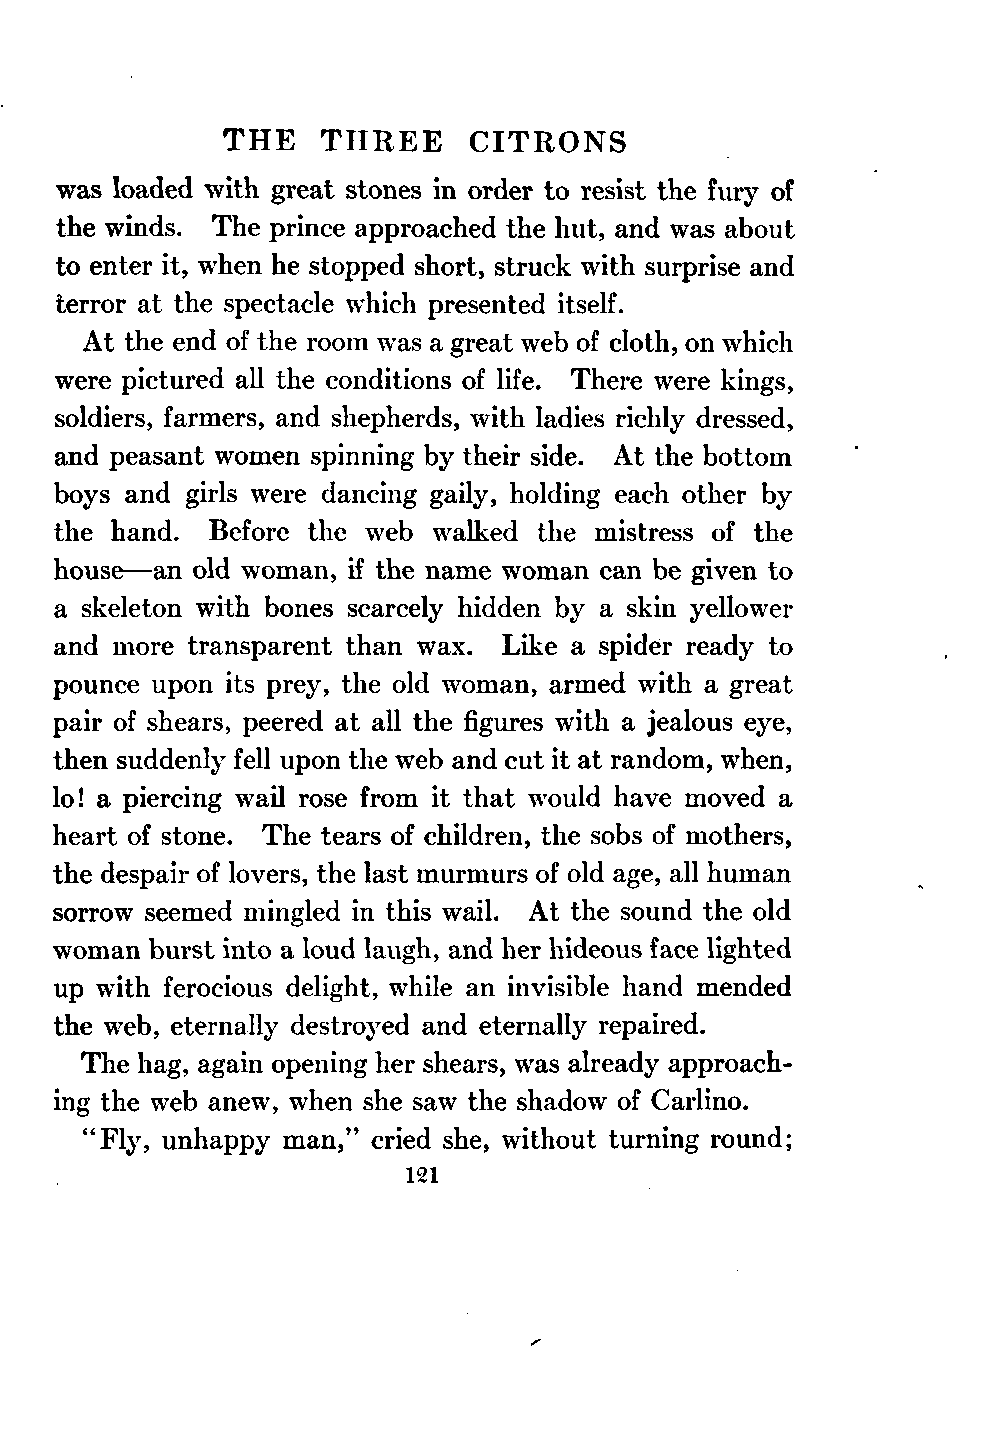 THE THREE CITRONS
was loaded with great stones in order to resist the fury of
the winds. The prince approached the hut, and was about
to enter it, when he stopped short, struck with surprise and
terror at the spectacle which presented itself.
At the end of the room was a great web of cloth, on which
were pictured all the conditions of life. There were kings,
soldiers, farmers, and shepherds, with ladies richly dressed,
and peasant women spinning by their side. At the bottom
boys and girls were dancing gaily, holding each other by
the hand. Before the web walked the mistress of the
house—an old woman, if the name woman can be given to
a skeleton with bones scarcely hidden by a skin yellower
and more transparent than wax. Like a spider ready to
pounce upon its prey, the old woman, armed with a great
pair of shears, peered at all the figures with a jealous eye,
then suddenly fell upon the web and cut it at random, when,
lo! a piercing wail rose from it that would have moved a
heart of stone. The tears of children, the sobs of mothers,
the despair of lovers, the last murmurs of old age, all human
sorrow seemed mingled in this wail. At the sound the old
woman burst into a loud laugh, and her hideous face lighted
up with ferocious delight, while an invisible hand mended
the web, eternally destroyed and eternally repaired.
The hag, again opening her shears, was already approach-
ing the web anew, when she saw the shadow of Carlino.
"Fly, unhappy man," cried she, without turning round;
121